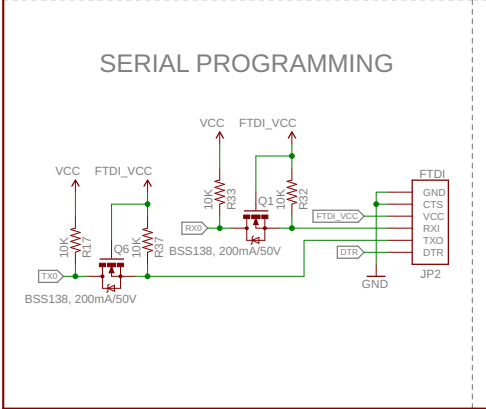 SERIAL PROGRAMMING
VCC
FTDI_VCC
10K
R33
Q1
10K
R32
RX0
BSS138, 200mA/50V
VCC
FTDI_VCC
10K
R17
Q6
10K
R37
TX0
BSS138, 200mA/50V
FTDI
GND
CTS
VCC
RXI
TXO
DTR
JP2
FTDI_VCC
DTR
GND